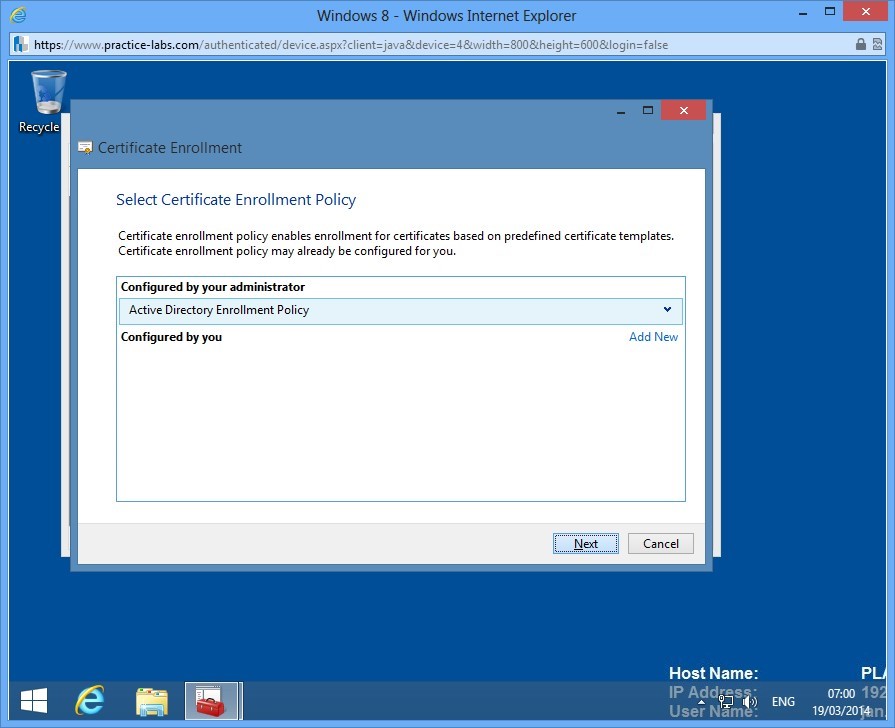 Windows 8 - Windows Internet Explorer
https://www.practice-labs.com/authenticated/device.aspx?client=java&device=4&width=800&height=600&login=false
Recycle
Certificate Enrollment
Select Certificate Enrollment Policy
Certificate enrollment policy enables enrollment for certificates based on predefined certificate templates.
Certificate enrollment policy may already be configured for you.
Configured by your administrator
Active Directory Enrollment Policy
Configured by you
Add New
Next
Cancel
Host Name: PLA
IP Address: 192
User Name: jan
ENG
07:00
19/03/2014